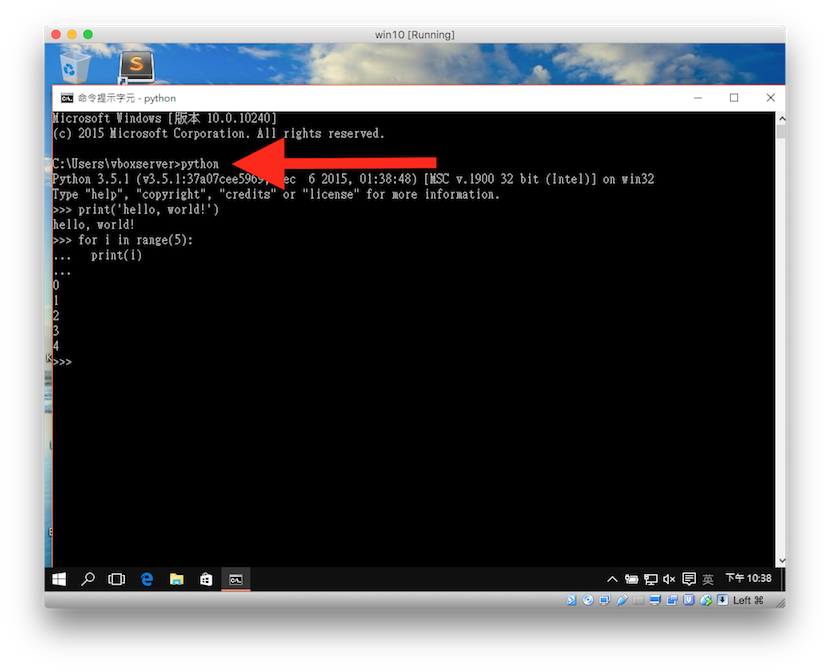 win10 [Running]
命令提示字元 - python
Microsoft Windows [版本 10.0.10240]
(c) 2015 Microsoft Corporation. All rights reserved.
C:\Users\vboxserver>python
Python 3.5.1 (v3.5.1:37a07cee5969, ec  6 2015, 01:38:48) [MSC v.1900 32 bit (Intel)] on win32
Type "help", "copyright", "credits" or "license" for more information.
>>> print('hello, world!')
hello, world!
>>> for i in range(5):
...   print(i)
...
0
1
2
3
4
>>>
英 下午 10:38
Left ⌘